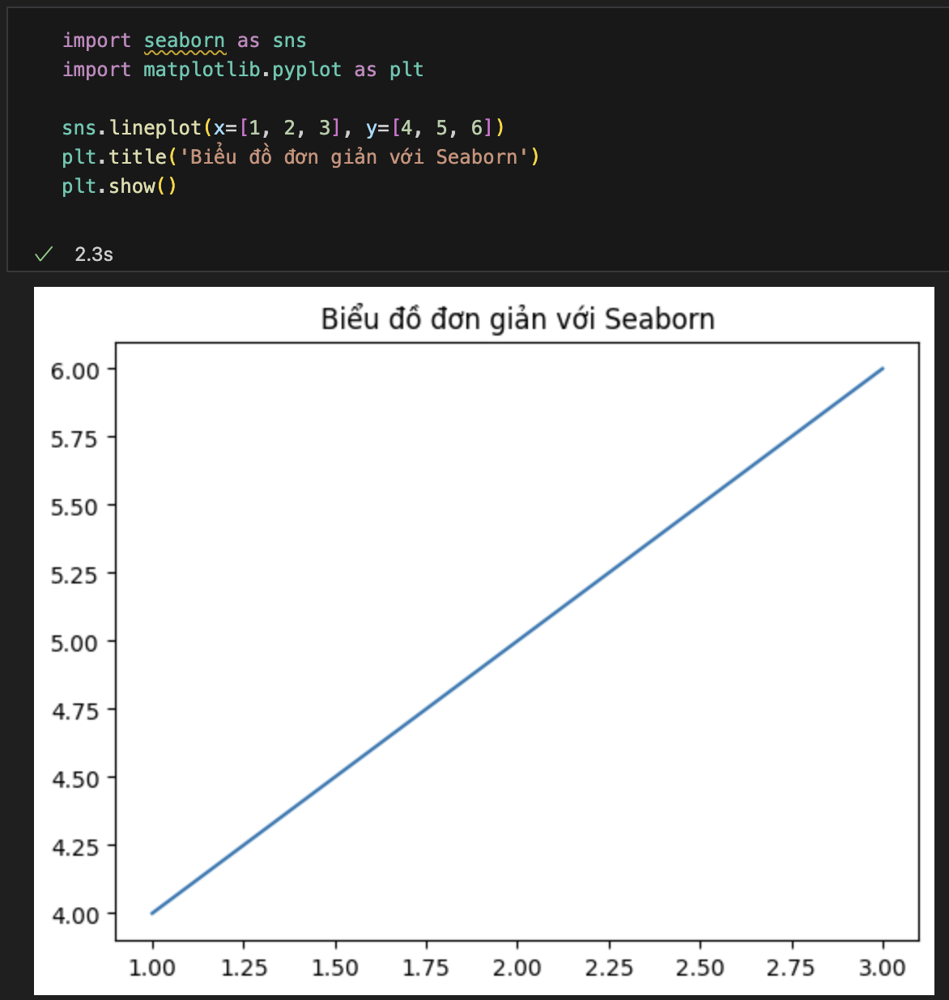 import seaborn as sns
import matplotlib.pyplot as plt
sns.lineplot(x=[1, 2, 3], y=[4, 5, 6])
plt.title('Biểu đồ đơn giản với Seaborn')
plt.show()
2.3s
Biểu đồ đơn giản với Seaborn
6.00
5.75
5.50
5.25
5.00
4.75
4.50
4.25
4.00
1.00 1.25 1.50 1.75 2.00 2.25 2.50 2.75 3.00